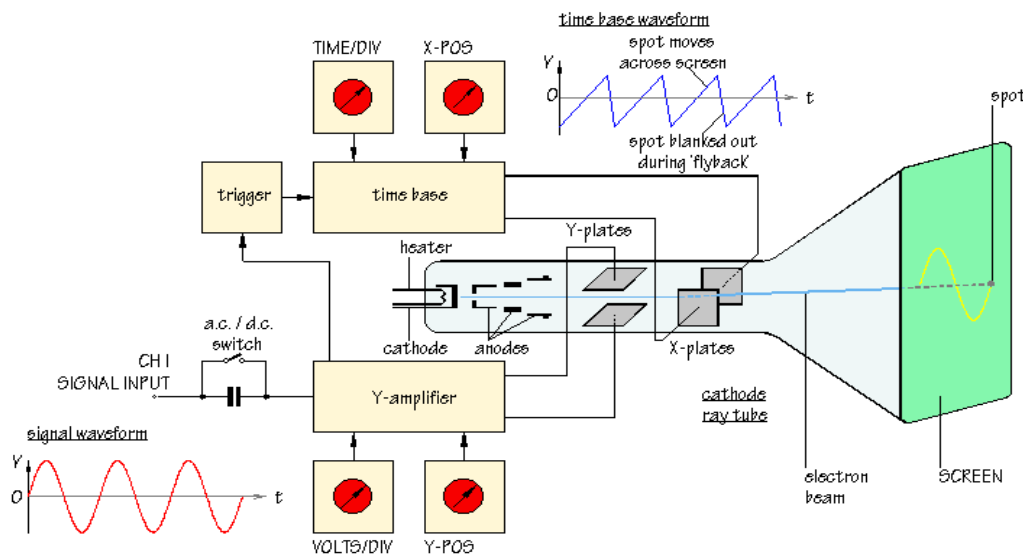 time base waveform
TIME/DIV
X-POS
spot moves
across screen
Y
O
t
spot
spot blanked out
during 'flyback'
trigger
time base
Y-plates
heater
cathode
anodes
X-plates
a.c. / d.c.
switch
CH I
SIGNAL INPUT
Y-amplifier
cathode
ray tube
signal waveform
Y
O
t
electron
beam
SCREEN
VOLTS/DIV
Y-POS